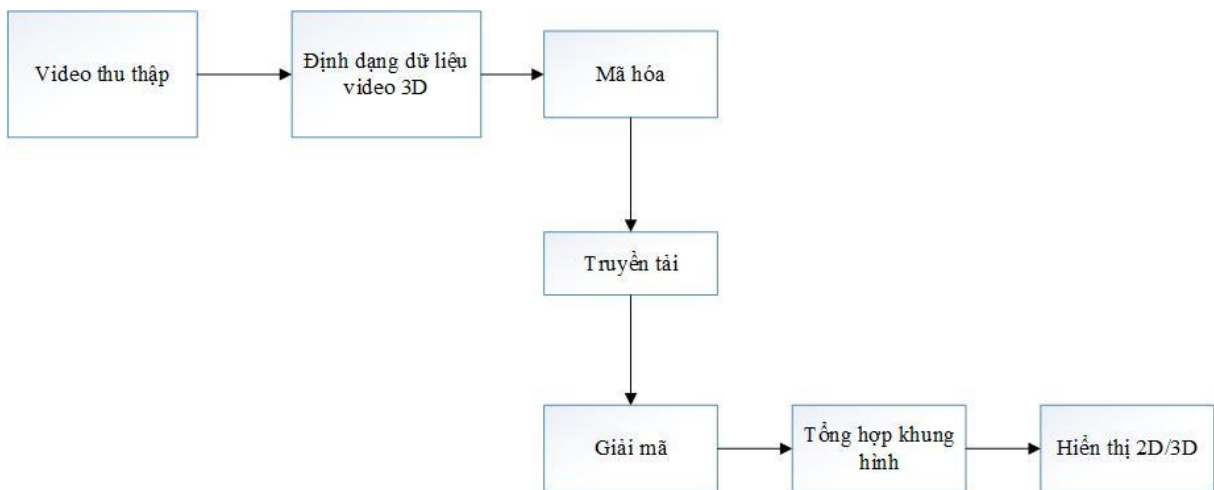 Video thu thập
Định dạng dữ liệu
video 3D
Mã hóa
Truyền tải
Giải mã
Tổng hợp khung
hình
Hiển thị 2D/3D